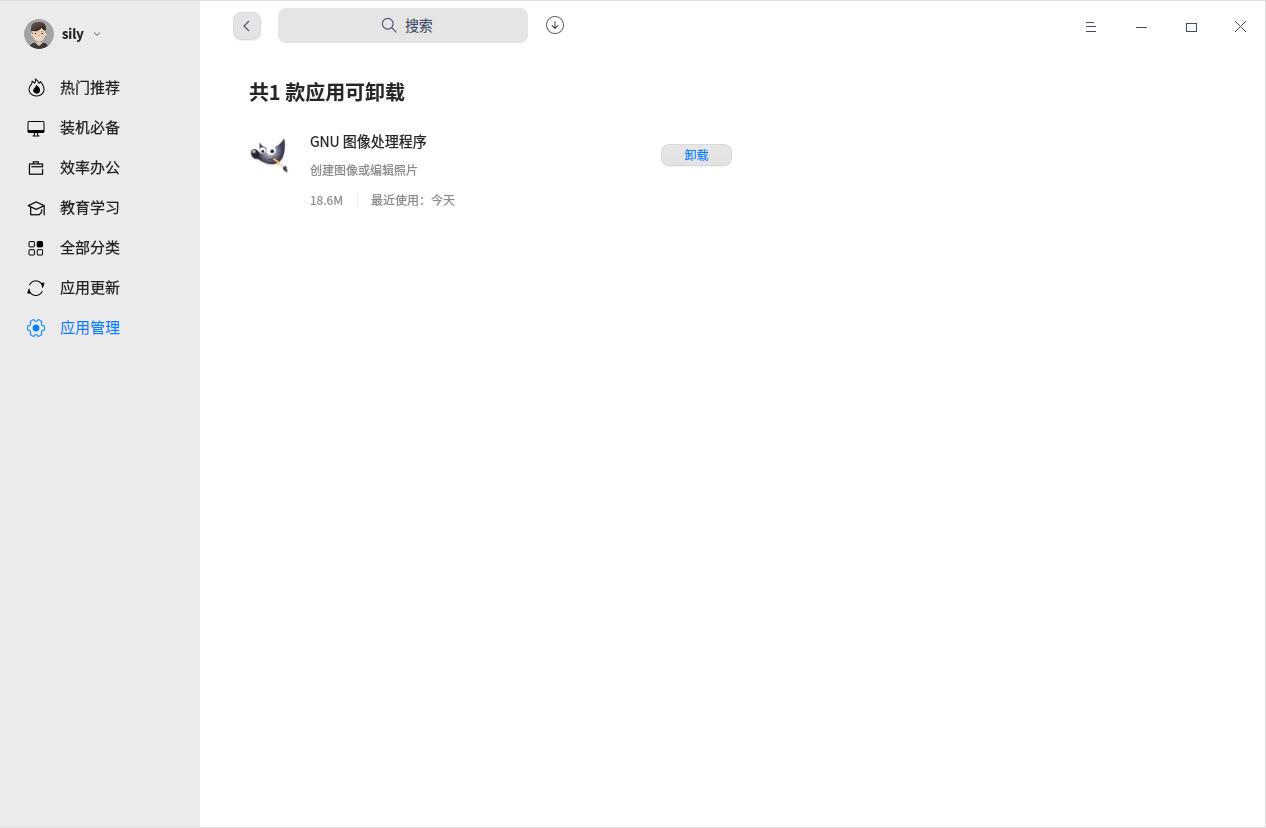 sily
热门推荐
装机必备
效率办公
教育学习
全部分类
应用更新
应用管理
搜索
共1 款应用可卸载
GNU 图像处理程序
创建图像或编辑照片
18.6M 最近使用：今天
卸载